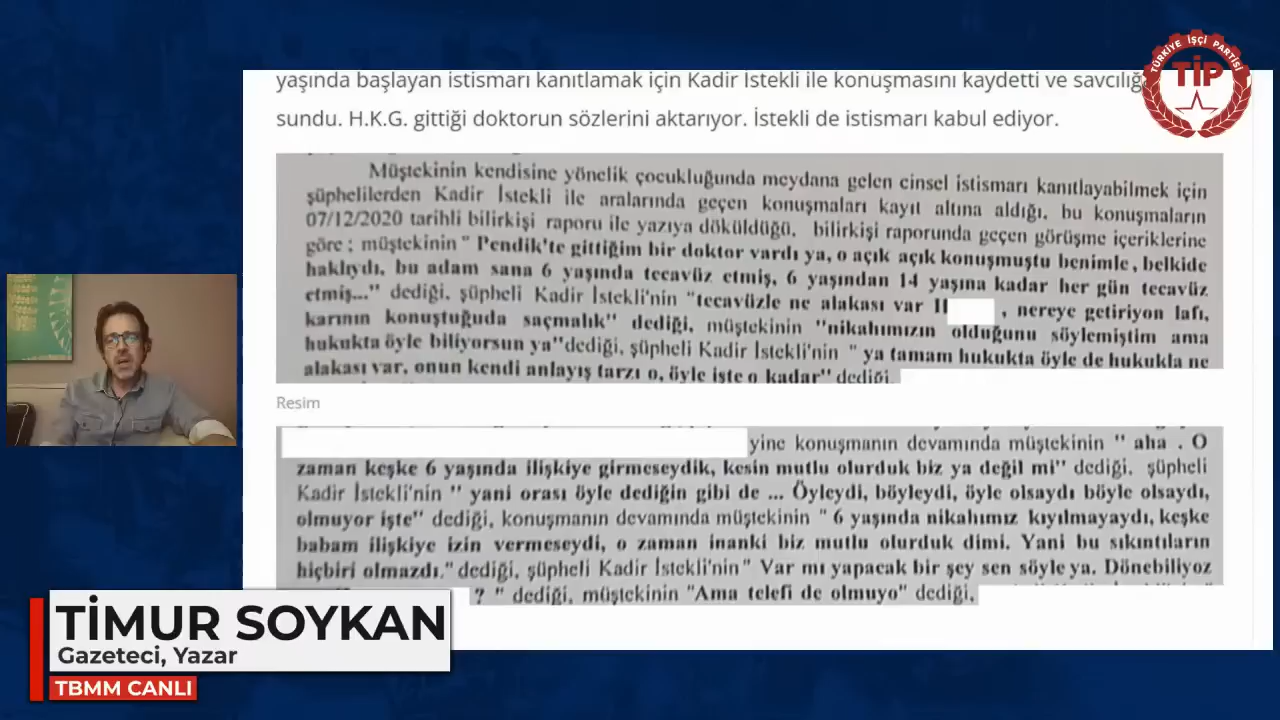 yaşında başlayan istismarı kanıtlamak için Kadir İstekli ile konuşmasını kaydetti ve savcılığa
sundu. H.K.G. gittiği doktorun sözlerini aktarıyor. İstekli de istismarı kabul ediyor.
TÜRKİYE İŞÇİ PARTİSİ
TİP
Müştekinin kendisine yönelik çocukluğunda meydana gelen cinsel istismarı kanıtlayabilmek için
şüphelilerden Kadir İstekli ile aralarında geçen konuşmaları kayıt altına aldığı, bu konuşmaların
07/12/2020 tarihli bilirkişi raporu ile yazıya döküldüğü, bilirkişi raporunda geçen görüşme içeriklerine
göre ; müştekinin " Pendik'te gittiğim bir doktor vardı ya, o açık açık konuşmuştu benimle, belkide
haklıydı, bu adam sana 6 yaşında tecavüz etmiş, 6 yaşından 14 yaşına kadar her gün tecavüz
etmiş..." dediği, şüpheli Kadir İstekli'nin "tecavüzle ne alakası var H , nereye getiriyon lafı,
karının konuştuğuda saçmalık" dediği, müştekinin "nikahımızın olduğunu söylemiştim ama
hukukta öyle biliyorsun ya"dediği, şüpheli Kadir İstekli'nin " ya tamam hukukta öyle de hukukla ne
alakası var, onun kendi anlayış tarzı o, öyle işte o kadar" dediği,
Resim
yine konuşmanın devamında müştekinin " aha . O
zaman keşke 6 yaşında ilişkiye girmeseydik, kesin mutlu olurduk biz ya değil mi" dediği, şüpheli
Kadir İstekli'nin " yani orası öyle dediğin gibi de ... Öyleydi, böyleydi, öyle olsaydı böyle olsaydı,
olmuyor işte" dediği, konuşmanın devamında müştekinin " 6 yaşında nikahımız kıyılmayaydı, keşke
babam ilişkiye izin vermeseydi, o zaman inanki biz mutlu olurduk dimi. Yani bu sıkıntıların
hiçbiri olmazdı." dediği, şüpheli Kadir İstekli'nin " Var mı yapacak bir şey sen söyle ya. Dönebiliyoz
? " dediği, müştekinin "Ama telefi de olmuyo" dediği,
TİMUR SOYKAN
Gazeteci, Yazar
TBMM CANLI